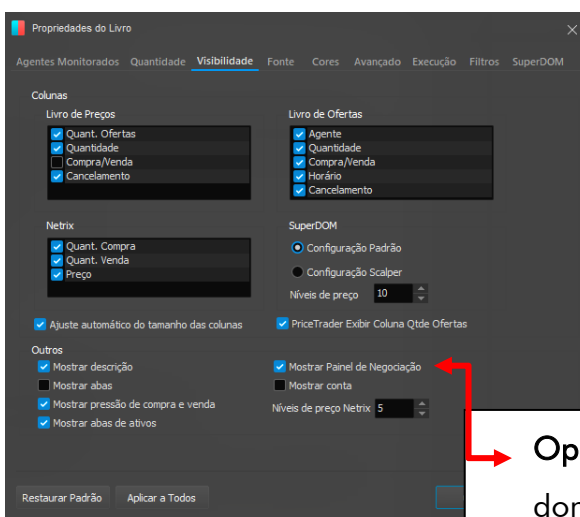 Propriedades do Livro
Agentes Monitorados Quantidade Visibilidade Fonte Cores Avançado Execução Filtros SuperDOM
Colunas
Livro de Preços
Quant. Ofertas
Quantidade
Compra/Venda
Cancelamento
Livro de Ofertas
Agente
Quantidade
Compra/Venda
Horário
Cancelamento
Netrix
Quant. Compra
Quant. Venda
Preço
SuperDOM
Configuração Padrão
Configuração Scalper
Níveis de preço 10
Ajuste automático do tamanho das colunas
PriceTrader Exibir Coluna Qtde Ofertas
Outros
Mostrar descrição
Mostrar abas
Mostrar pressão de compra e venda
Mostrar abas de ativos
Mostrar Painel de Negociação
Mostrar conta
Níveis de preço Netrix 5
Restaurar Padrão Aplicar a Todos